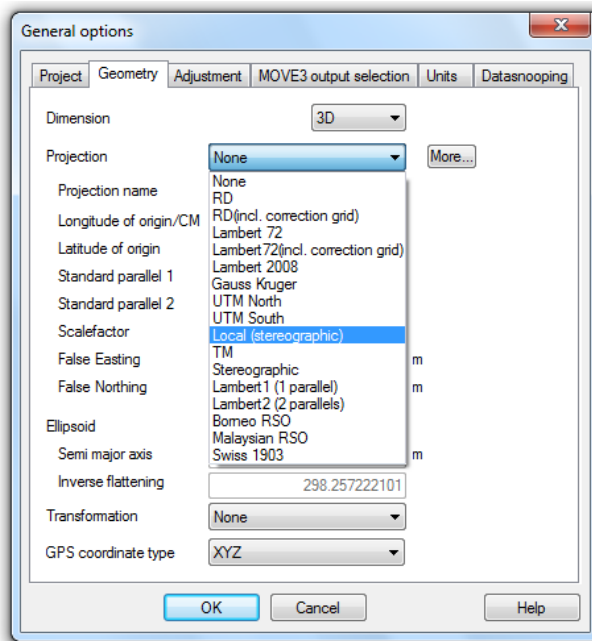 General options
Project Geometry Adjustment MOVE3 output selection Units Datasnooping
Dimension 3D
Projection None More...
None
Projection name RD
RD(incl. correction grid)
Longitude of origin/CM Lambert 72
Latitude of origin Lambert72(incl. correction grid)
Lambert 2008
Standard parallel 1 Gauss Kruger
UTM North
Standard parallel 2 UTM South
Scalefactor Local (stereographic)
TM
False Easting Stereographic m
False Northing Lambert1 (1 parallel) m
Lambert2 (2 parallels)
Ellipsoid Borneo RSO
Malaysian RSO
Semi major axis Swiss 1903 m
Inverse flattening 298.257222101
Transformation None
GPS coordinate type XYZ
OK Cancel Help